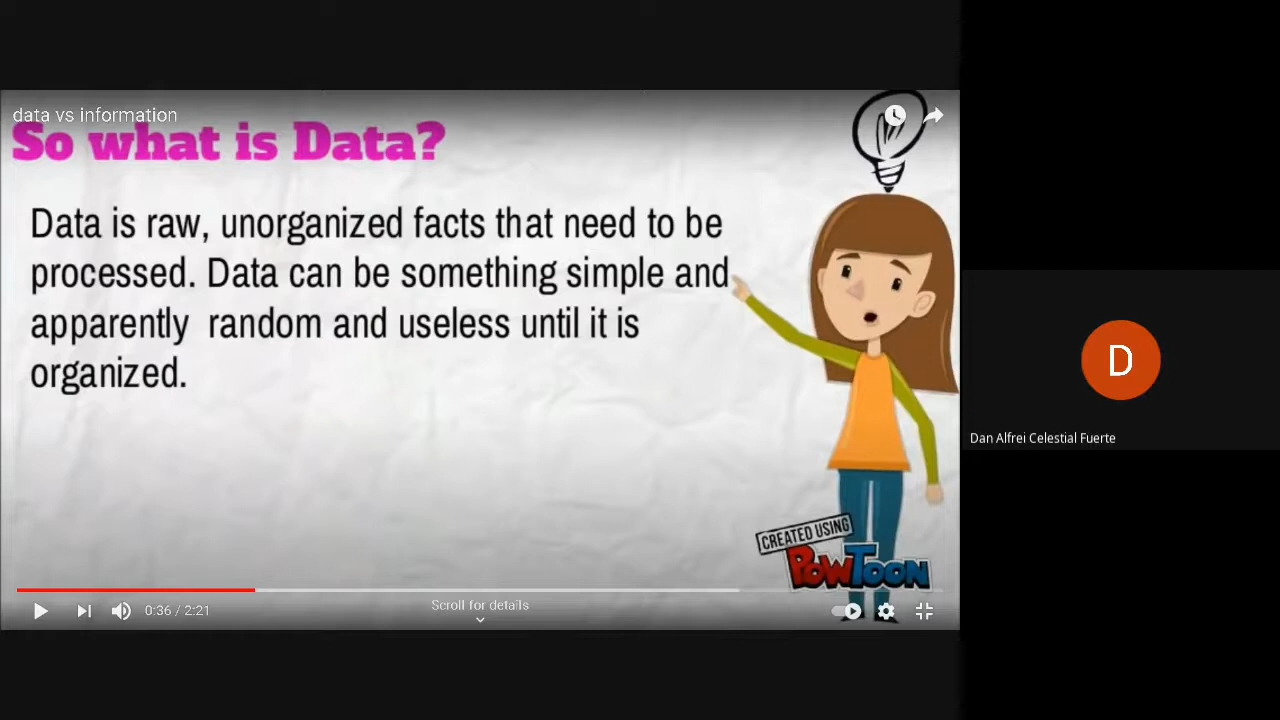 data vs information
So what is Data?
Data is raw, unorganized facts that need to be
processed. Data can be something simple and
apparently random and useless until it is
organized.
CREATED USING
POWTOON
0:36 / 2:21
Scroll for details
D
Dan Alfrei Celestial Fuerte